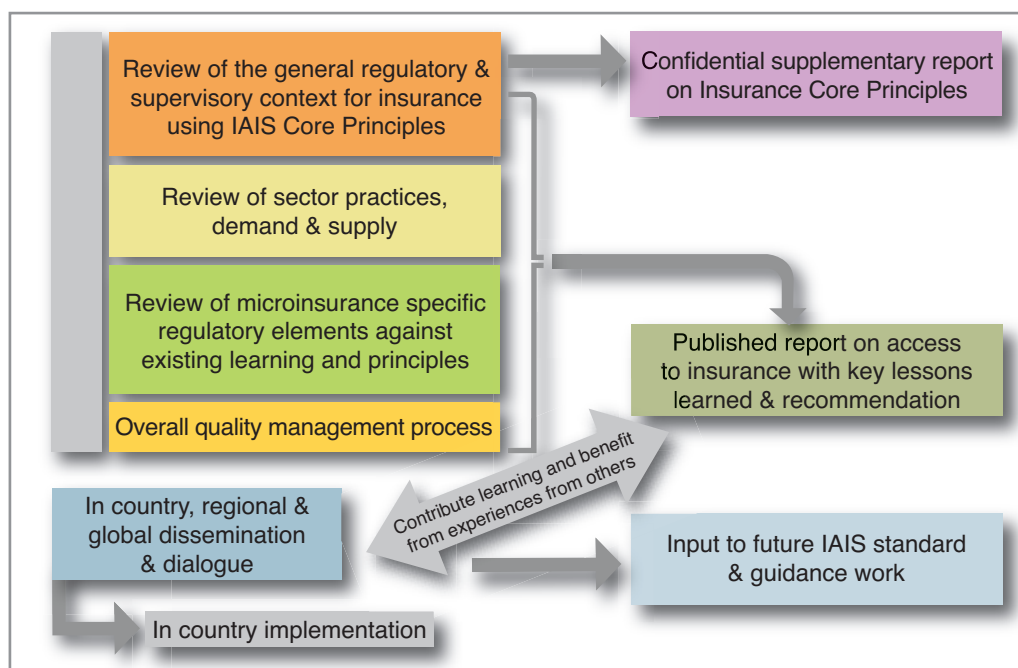 Review of the general regulatory &
supervisory context for insurance
using IAIS Core Principles
Confidential supplementary report
on Insurance Core Principles
Review of sector practices,
demand & supply
Review of microinsurance specific
regulatory elements against
existing learning and principles
Published report on access
to insurance with key lessons
learned & recommendation
Overall quality management process
Contribute learning and benefit
from experiences from others
In country, regional &
global dissemination
& dialogue
Input to future IAIS standard
& guidance work
In country implementation